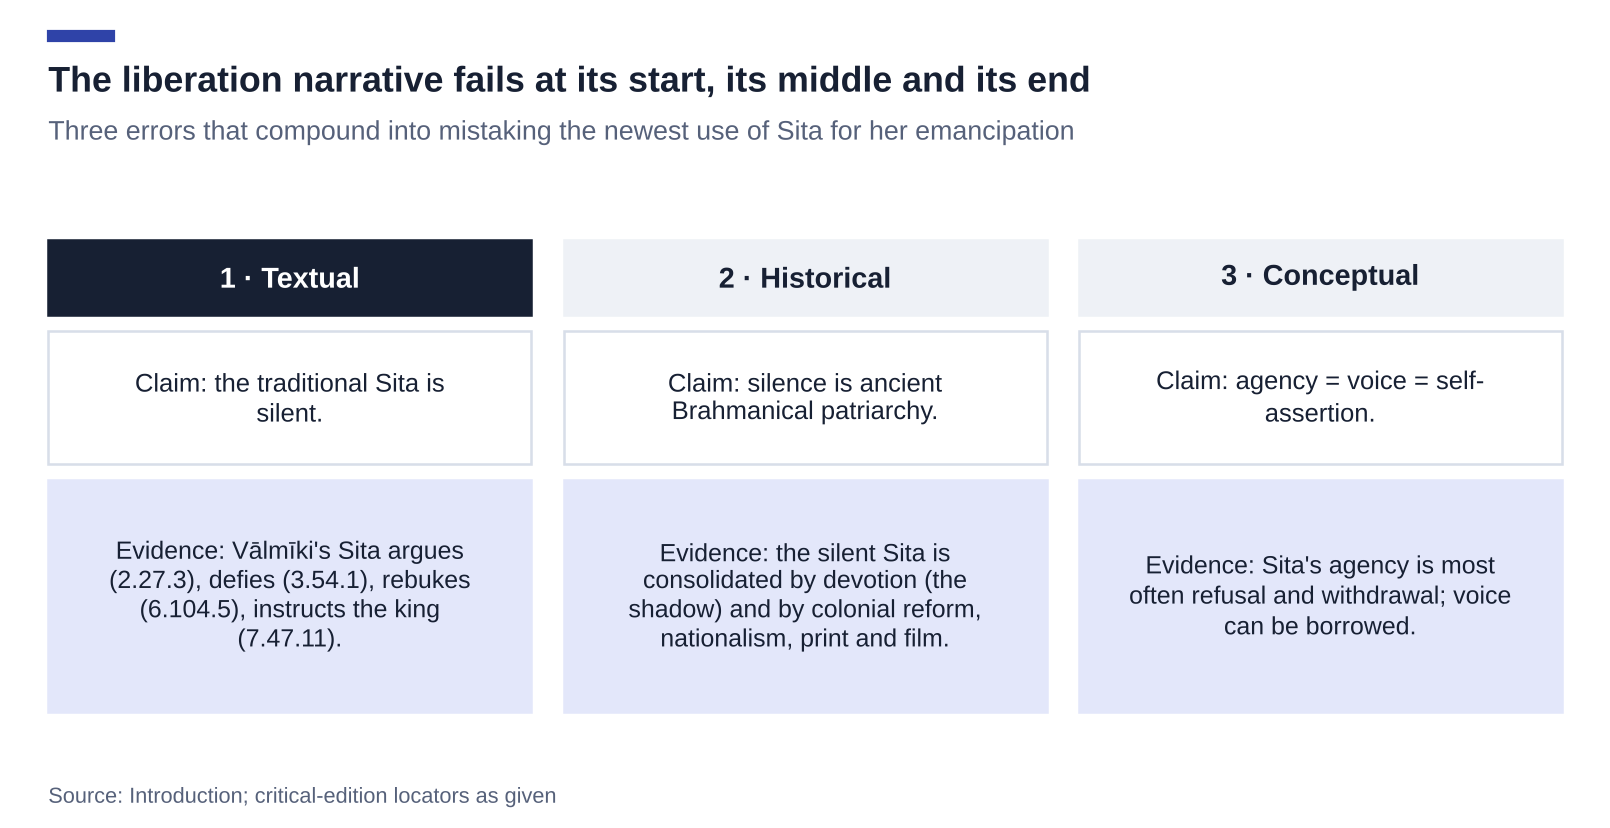 The liberation narrative fails at its start, its middle and its end
Three errors that compound into mistaking the newest use of Sita for her emancipation
1 · Textual
Claim: the traditional Sita is
silent.
Evidence: Vālmīki's Sita argues
(2.27.3), defies (3.54.1), rebukes
(6.104.5), instructs the king
(7.47.11).
2 · Historical
Claim: silence is ancient
Brahmanical patriarchy.
Evidence: the silent Sita is
consolidated by devotion (the
shadow) and by colonial reform,
nationalism, print and film.
3 · Conceptual
Claim: agency = voice = self-
assertion.
Evidence: Sita's agency is most
often refusal and withdrawal; voice
can be borrowed.
Source: Introduction; critical-edition locators as given